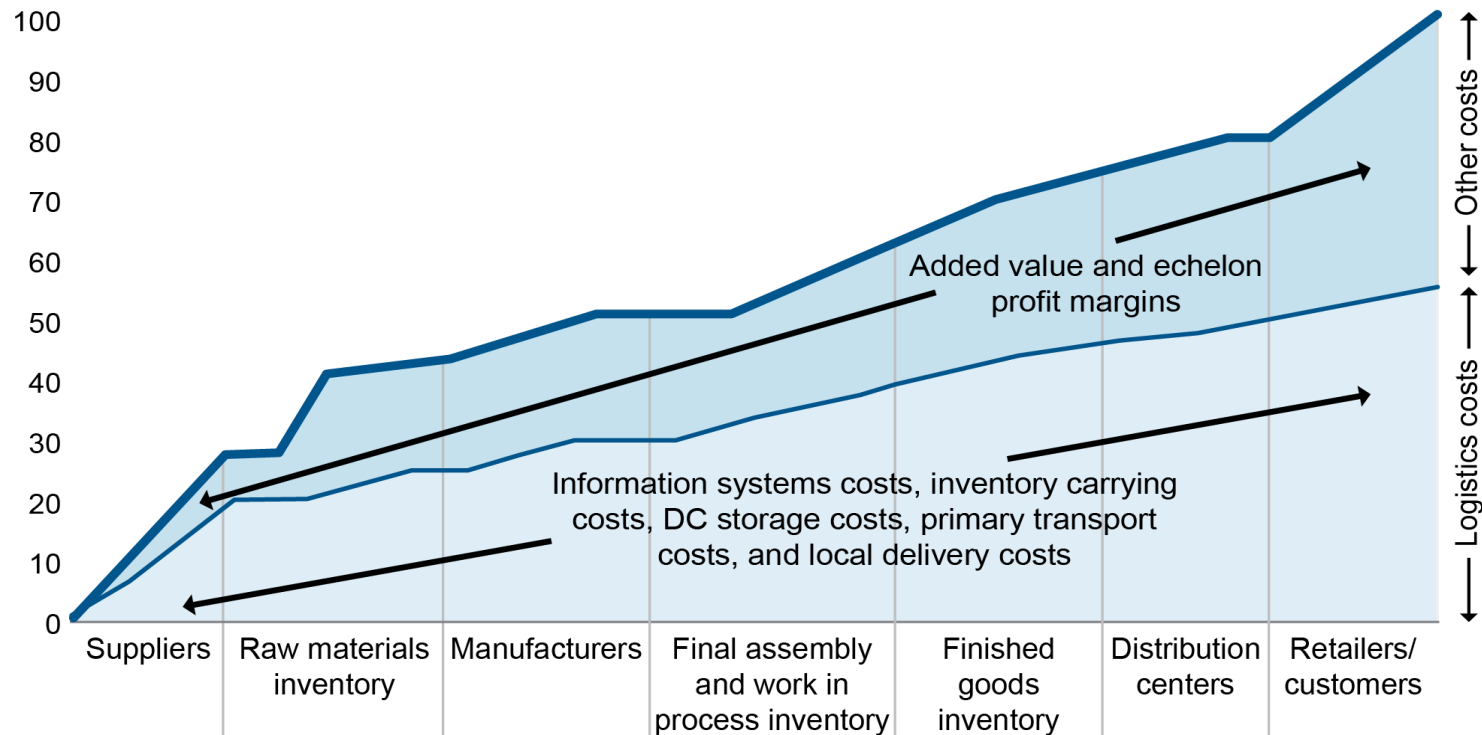 100
90
80
70
60
50
40
30
20
10
0
Added value and echelon
profit margins
Information systems costs, inventory carrying
costs, DC storage costs, primary transport
costs, and local delivery costs
Other costs
Logistics costs
Suppliers
Raw materials
inventory
Manufacturers
Final assembly
and work in
process inventory
Finished
goods
inventory
Distribution
centers
Retailers/
customers